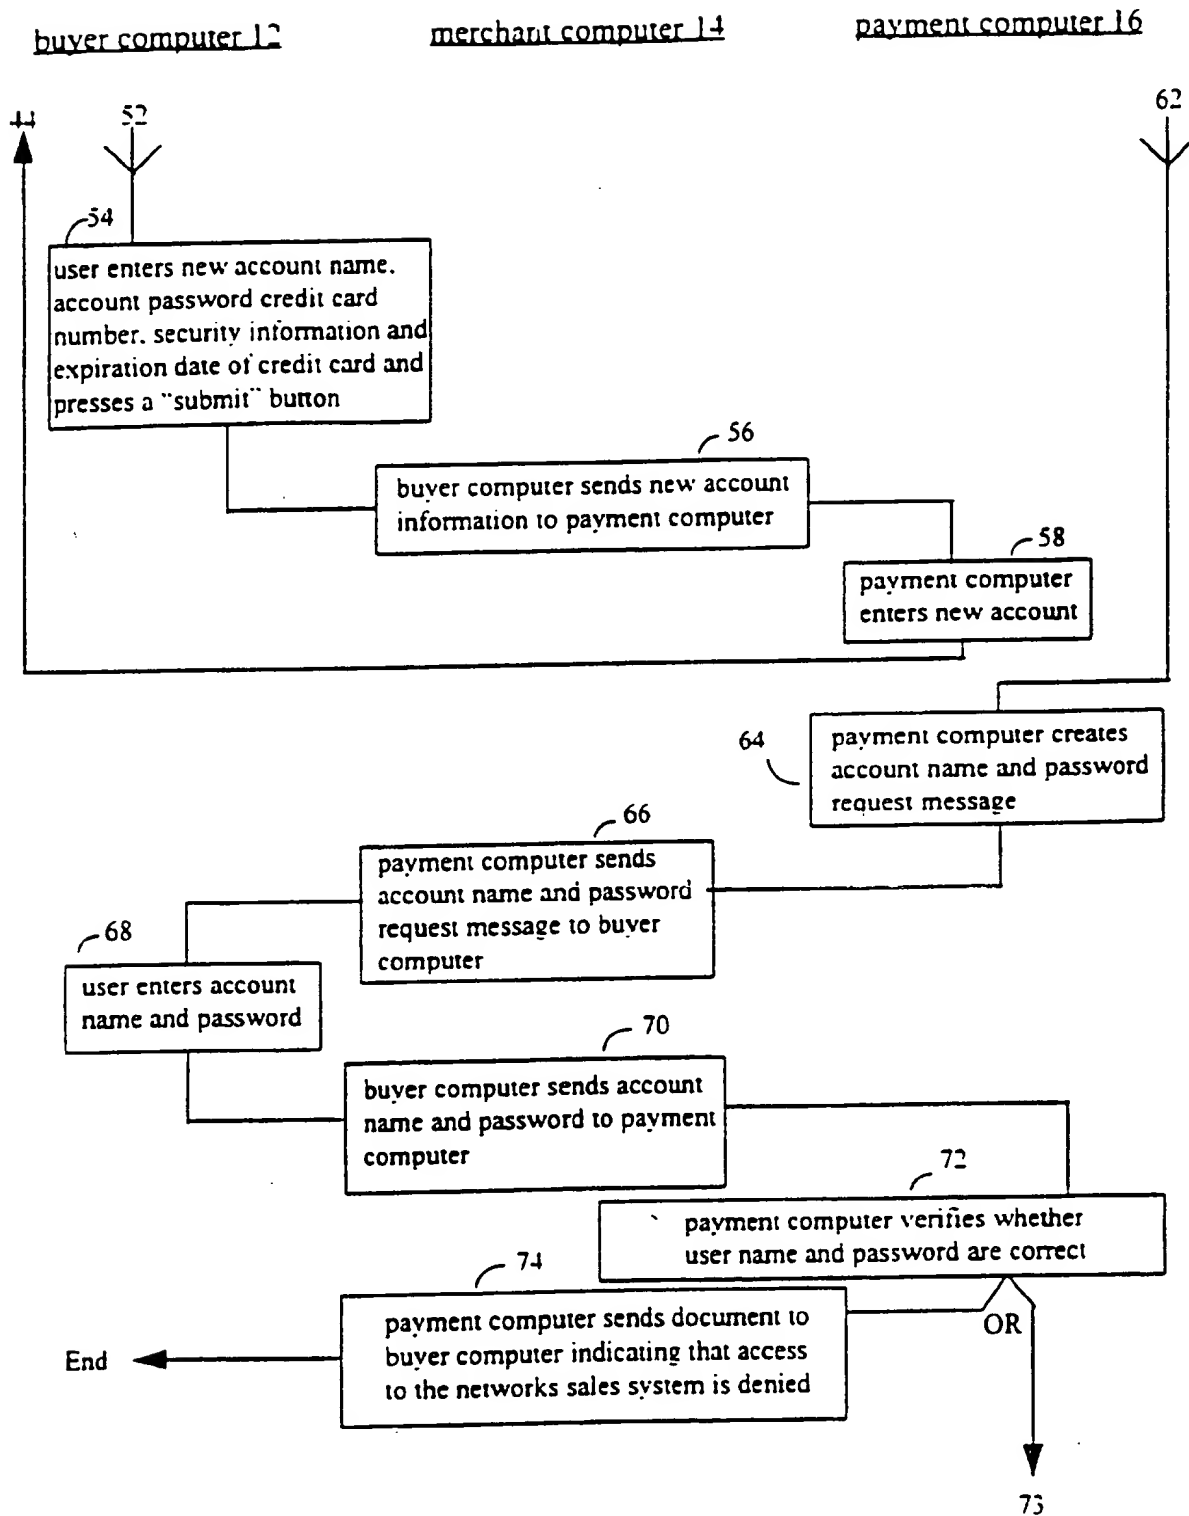 buyer computer 12
merchant computer 14
payment computer 16
44
52
62
54
user enters new account name,
account password credit card
number, security information and
expiration date of credit card and
presses a "submit" button
56
buyer computer sends new account
information to payment computer
58
payment computer
enters new account
64
payment computer creates
account name and password
request message
66
payment computer sends
account name and password
request message to buyer
computer
68
user enters account
name and password
70
buyer computer sends account
name and password to payment
computer
72
payment computer verifies whether
user name and password are correct
74
payment computer sends document to
buyer computer indicating that access
to the networks sales system is denied
OR
End
73